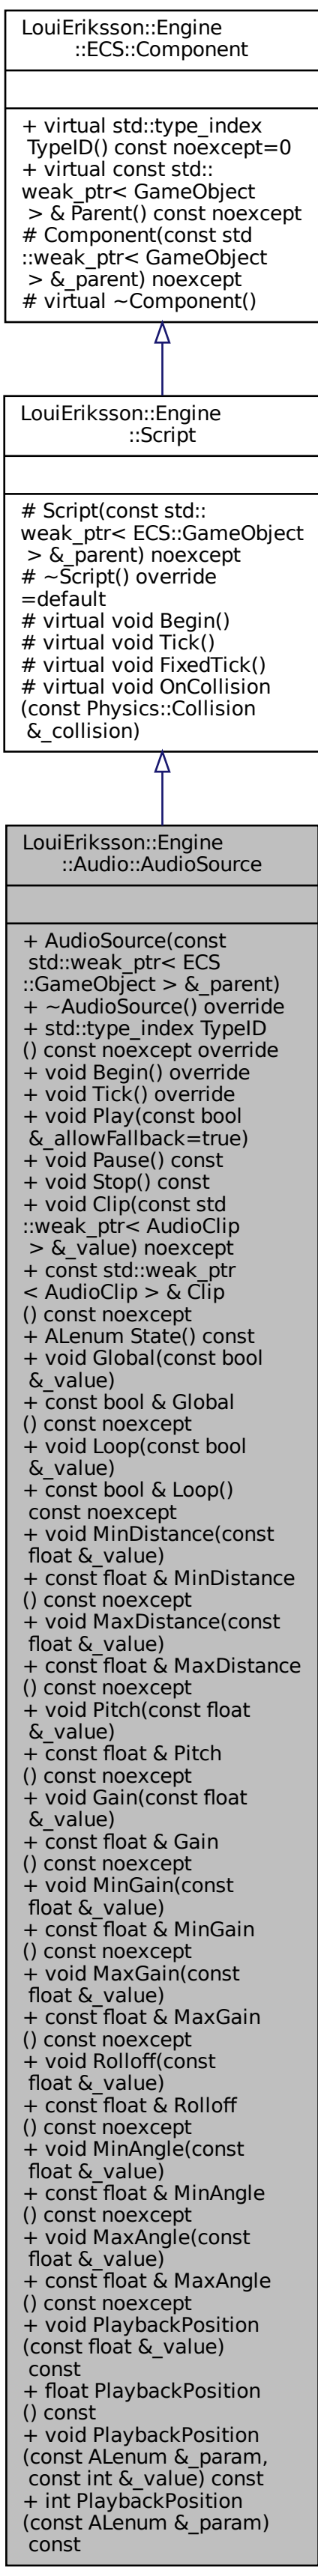 LouiEriksson::Engine
::ECS::Component
+ virtual std::type_index
TypeID() const noexcept=0
+ virtual const std::
weak_ptr< GameObject
> & Parent() const noexcept
# Component(const std
::weak_ptr< GameObject
> &_parent) noexcept
# virtual ~Component()
LouiEriksson::Engine
::Script
# Script(const std::
weak_ptr< ECS::GameObject
> &_parent) noexcept
# ~Script() override
=default
# virtual void Begin()
# virtual void Tick()
# virtual void FixedTick()
# virtual void OnCollision
(const Physics::Collision
&_collision)
LouiEriksson::Engine
::Audio::AudioSource
+ AudioSource(const
std::weak_ptr< ECS
::GameObject > &_parent)
+ ~AudioSource() override
+ std::type_index TypeID
() const noexcept override
+ void Begin() override
+ void Tick() override
+ void Play(const bool
&_allowFallback=true)
+ void Pause() const
+ void Stop() const
+ void Clip(const std
::weak_ptr< AudioClip
> &_value) noexcept
+ const std::weak_ptr
< AudioClip > & Clip
() const noexcept
+ ALenum State() const
+ void Global(const bool
&_value)
+ const bool & Global
() const noexcept
+ void Loop(const bool
&_value)
+ const bool & Loop()
const noexcept
+ void MinDistance(const
float &_value)
+ const float & MinDistance
() const noexcept
+ void MaxDistance(const
float &_value)
+ const float & MaxDistance
() const noexcept
+ void Pitch(const float
&_value)
+ const float & Pitch
() const noexcept
+ void Gain(const float
&_value)
+ const float & Gain
() const noexcept
+ void MinGain(const
float &_value)
+ const float & MinGain
() const noexcept
+ void MaxGain(const
float &_value)
+ const float & MaxGain
() const noexcept
+ void Rolloff(const
float &_value)
+ const float & Rolloff
() const noexcept
+ void MinAngle(const
float &_value)
+ const float & MinAngle
() const noexcept
+ void MaxAngle(const
float &_value)
+ const float & MaxAngle
() const noexcept
+ void PlaybackPosition
(const float &_value)
const
+ float PlaybackPosition
() const
+ void PlaybackPosition
(const ALenum &_param,
const int &_value) const
+ int PlaybackPosition
(const ALenum &_param)
const